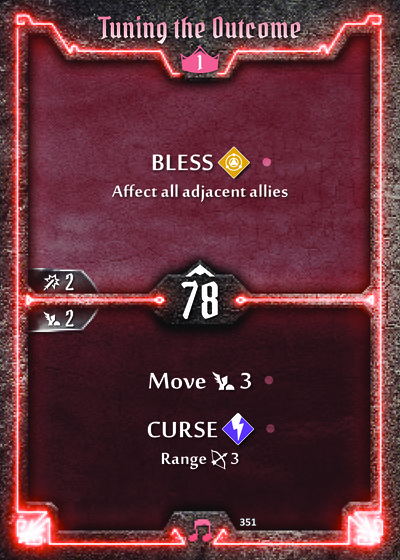 Tuning the Outcome
1
BLESS
Affect all adjacent allies
2
78
2
Move 3
CURSE
Range 3
351